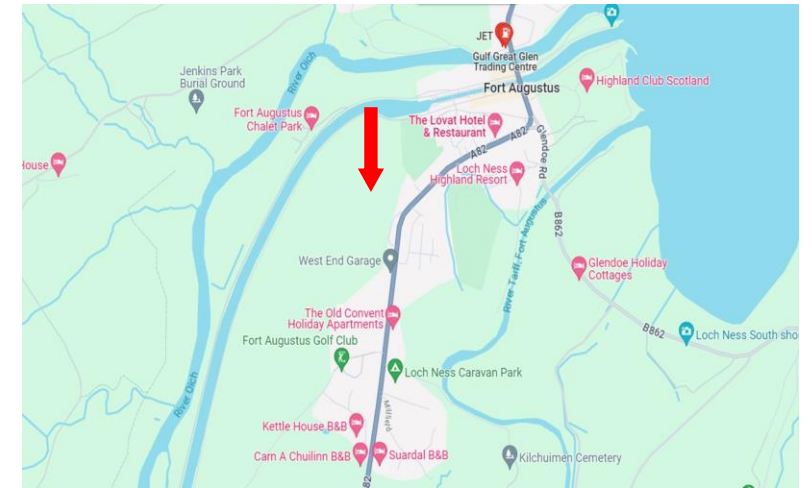 JET
Gulf Great Glen
Trading Centre
Fort Augustus
Jenkins Park
Burial Ground
River Oich
Highland Club Scotland
Fort Augustus
Chalet Park
The Lovat Hotel
& Restaurant
A82
A82
Glendoe Rd
House
Loch Ness
Highland Resort
B862
River Tarff, Fort Augustus
West End Garage
Glendoe Holiday
Cottages
The Old Convent
Holiday Apartments
B862
Loch Ness South sho
Fort Augustus Golf Club
Loch Ness Caravan Park
River Oich
Kettle House B&B
Carn A Chuilinn B&B
Suardal B&B
Kilchuimen Cemetery
82